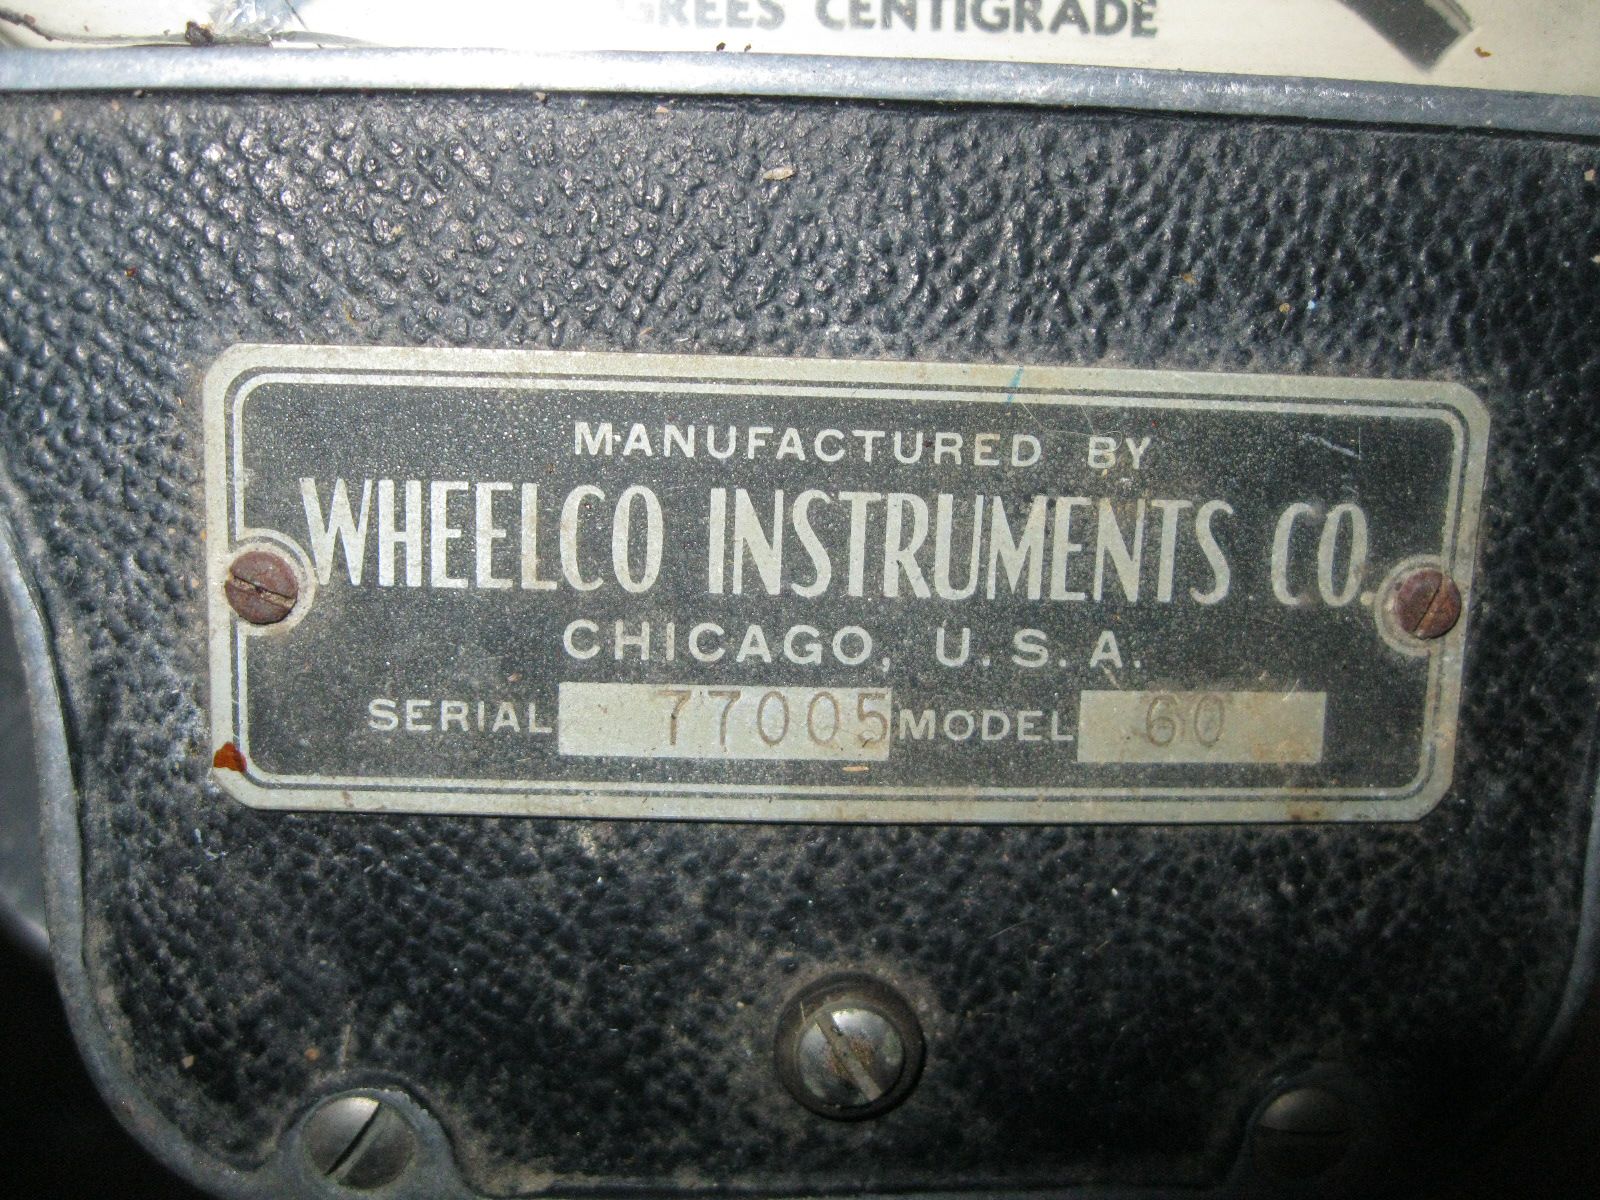 GREES CENTIGRADE
MANUFACTURED BY
WHEELCO INSTRUMENTS CO.
CHICAGO, U.S.A.
SERIAL 77005 MODEL 60